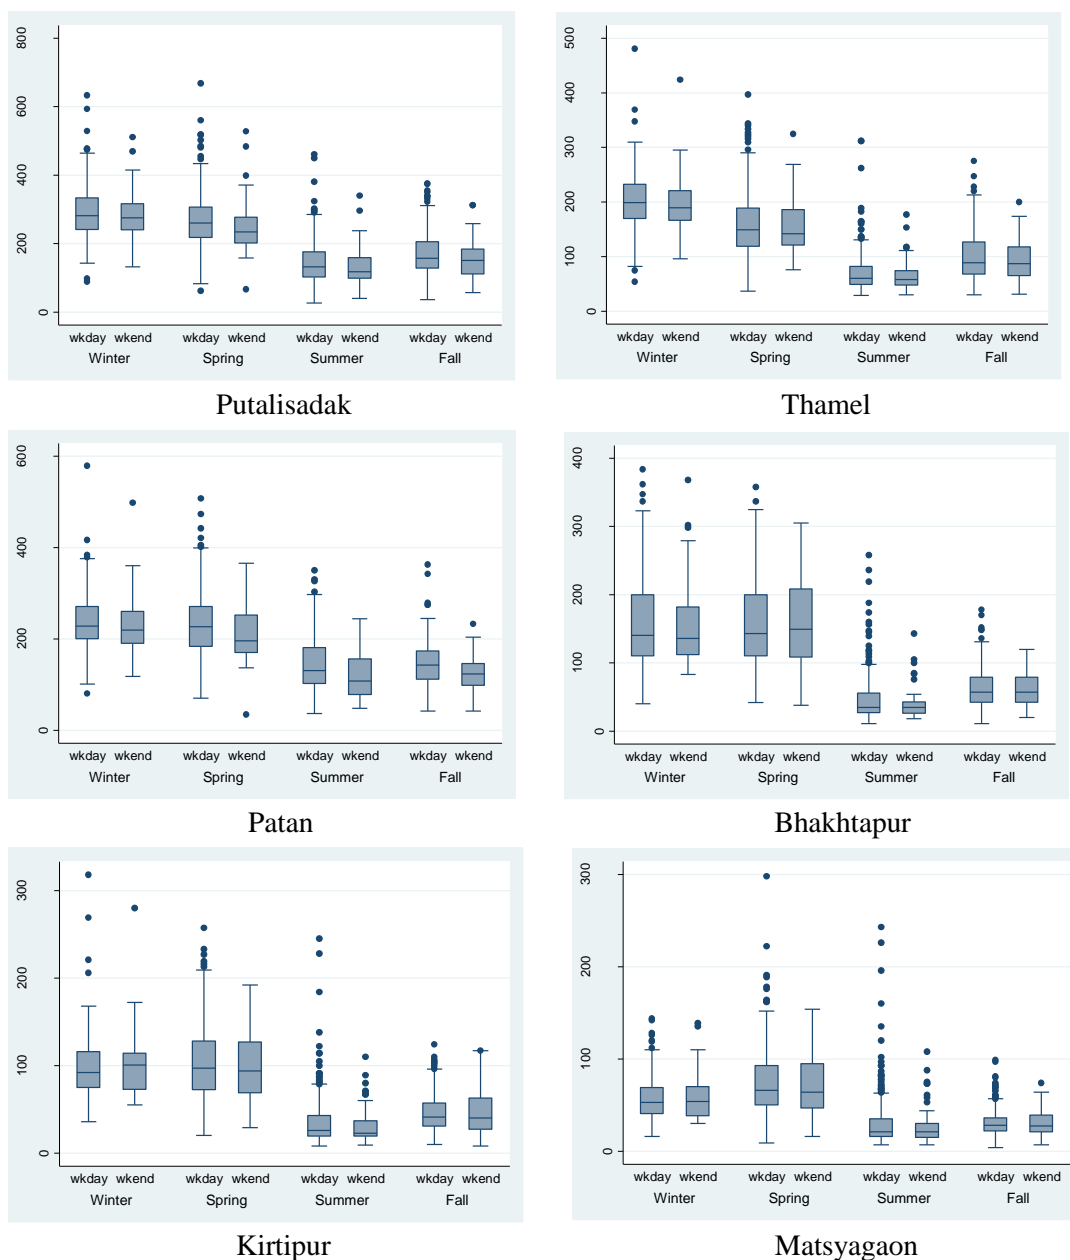 800
600
400
200
0
wkday wkend wkday wkend wkday wkend wkday wkend
Winter Spring Summer Fall
Putalisadak
500
400
300
200
100
0
wkday wkend wkday wkend wkday wkend wkday wkend
Winter Spring Summer Fall
Thamel
600
400
200
0
wkday wkend wkday wkend wkday wkend wkday wkend
Winter Spring Summer Fall
Patan
400
300
200
100
0
wkday wkend wkday wkend wkday wkend wkday wkend
Winter Spring Summer Fall
Bhakhtapur
300
200
100
0
wkday wkend wkday wkend wkday wkend wkday wkend
Winter Spring Summer Fall
Kirtipur
300
200
100
0
wkday wkend wkday wkend wkday wkend wkday wkend
Winter Spring Summer Fall
Matsyagaon